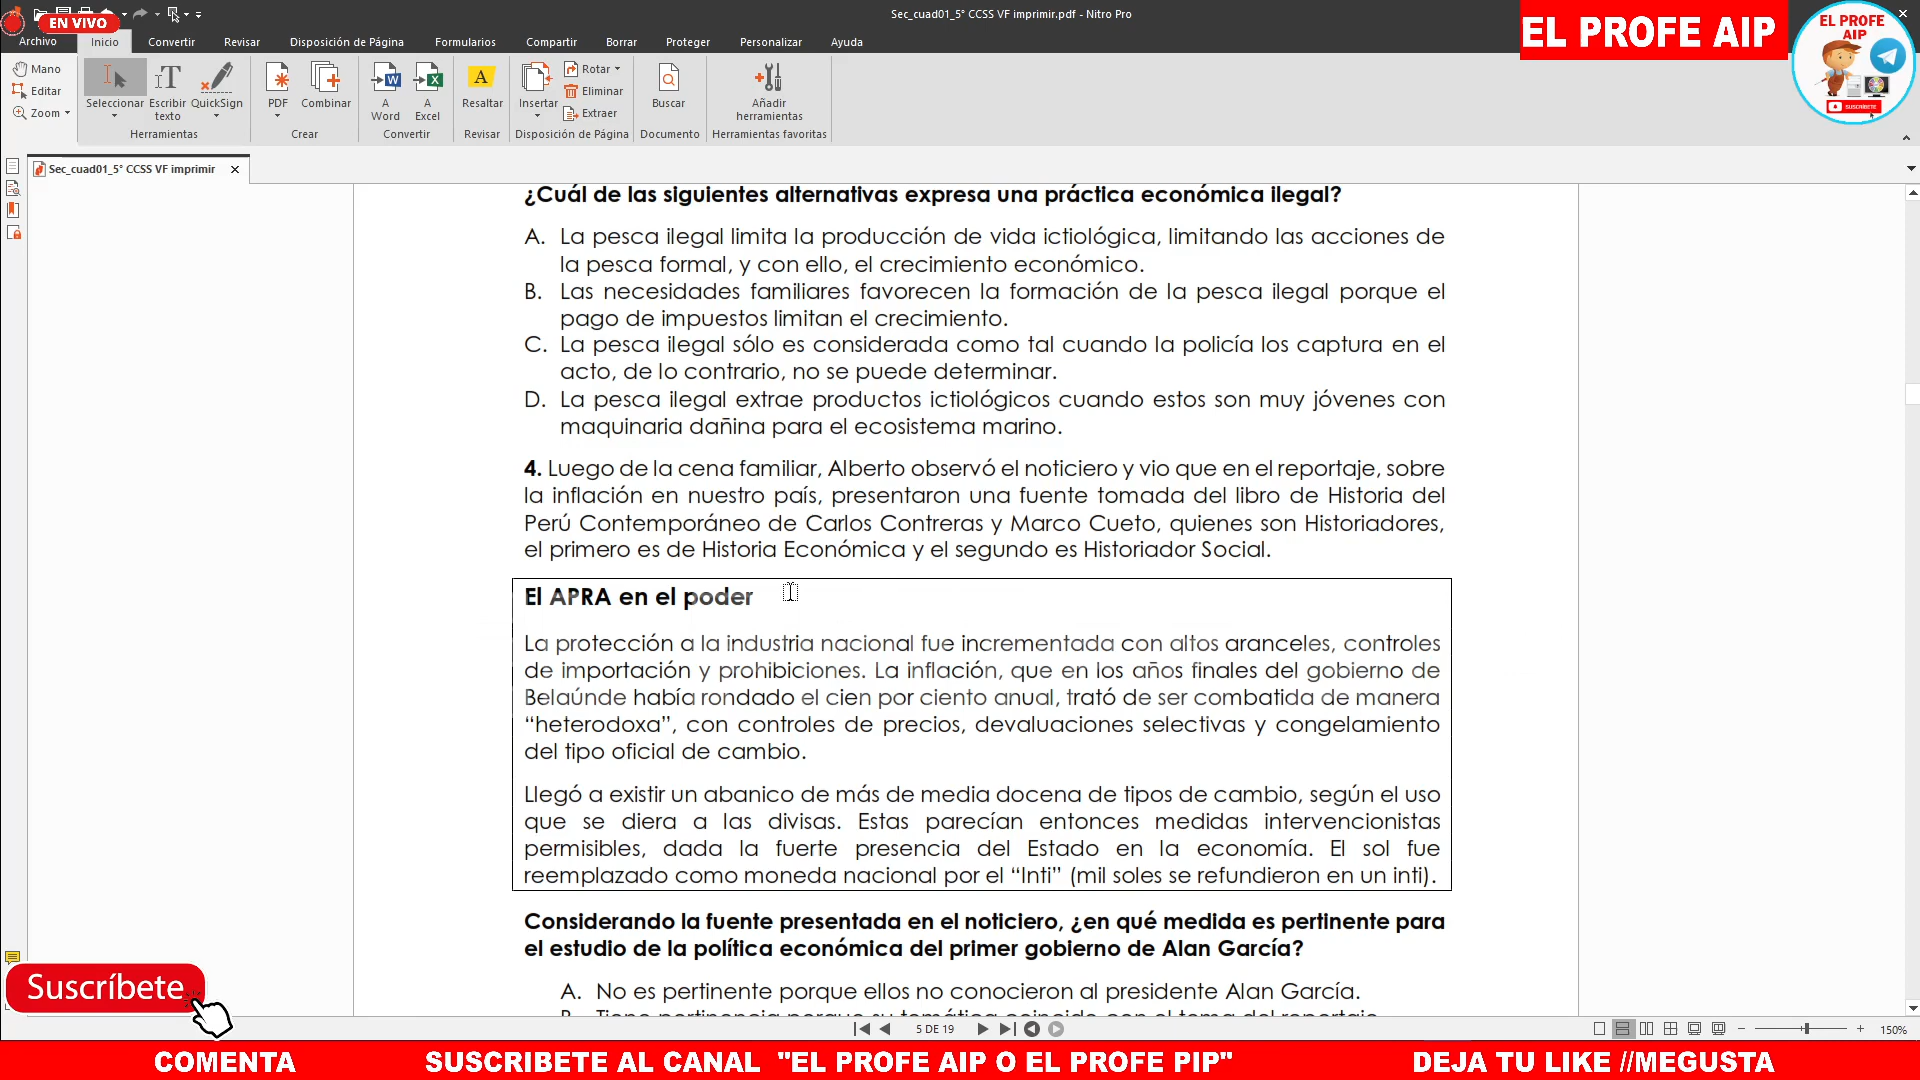 EN VIVO
Sec_cuad01_5° CCSS VF imprimir.pdf - Nitro Pro
EL PROFE AIP
EL PROFE
AIP
SUSCRIBETE
Archivo Inicio Convertir Revisar Disposición de Página Formularios Compartir Borrar Proteger Personalizar Ayuda
Mano
Editar
Zoom
Seleccionar
Escribir
texto
QuickSign
Herramientas
PDF
Combinar
Crear
A
Word
A
Excel
Convertir
Resaltar
Revisar
Insertar
Rotar
Eliminar
Extraer
Disposición de Página
Buscar
Documento
Añadir
herramientas
Herramientas favoritas
Sec_cuad01_5° CCSS VF imprimir
¿Cuál de las siguientes alternativas expresa una práctica económica ilegal?
A. La pesca ilegal limita la producción de vida ictiológica, limitando las acciones de
la pesca formal, y con ello, el crecimiento económico.
B. Las necesidades familiares favorecen la formación de la pesca ilegal porque el
pago de impuestos limitan el crecimiento.
C. La pesca ilegal sólo es considerada como tal cuando la policía los captura en el
acto, de lo contrario, no se puede determinar.
D. La pesca ilegal extrae productos ictiológicos cuando estos son muy jóvenes con
maquinaria dañina para el ecosistema marino.
4. Luego de la cena familiar, Alberto observó el noticiero y vio que en el reportaje, sobre
la inflación en nuestro país, presentaron una fuente tomada del libro de Historia del
Perú Contemporáneo de Carlos Contreras y Marco Cueto, quienes son Historiadores,
el primero es de Historia Económica y el segundo es Historiador Social.
El APRA en el poder
La protección a la industria nacional fue incrementada con altos aranceles, controles
de importación y prohibiciones. La inflación, que en los años finales del gobierno de
Belaúnde había rondado el cien por ciento anual, trató de ser combatida de manera
“heterodoxa”, con controles de precios, devaluaciones selectivas y congelamiento
del tipo oficial de cambio.
Llegó a existir un abanico de más de media docena de tipos de cambio, según el uso
que se diera a las divisas. Estas parecían entonces medidas intervencionistas
permisibles, dada la fuerte presencia del Estado en la economía. El sol fue
reemplazado como moneda nacional por el “Inti” (mil soles se refundieron en un inti).
Considerando la fuente presentada en el noticiero, ¿en qué medida es pertinente para
el estudio de la política económica del primer gobierno de Alan García?
A. No es pertinente porque ellos no conocieron al presidente Alan García.
B. Tiene pertinencia porque su temática coincide con el tema del reportaje.
Suscríbete
5 DE 19
150%
COMENTA
SUSCRIBETE AL CANAL "EL PROFE AIP O EL PROFE PIP"
DEJA TU LIKE //MEGUSTA